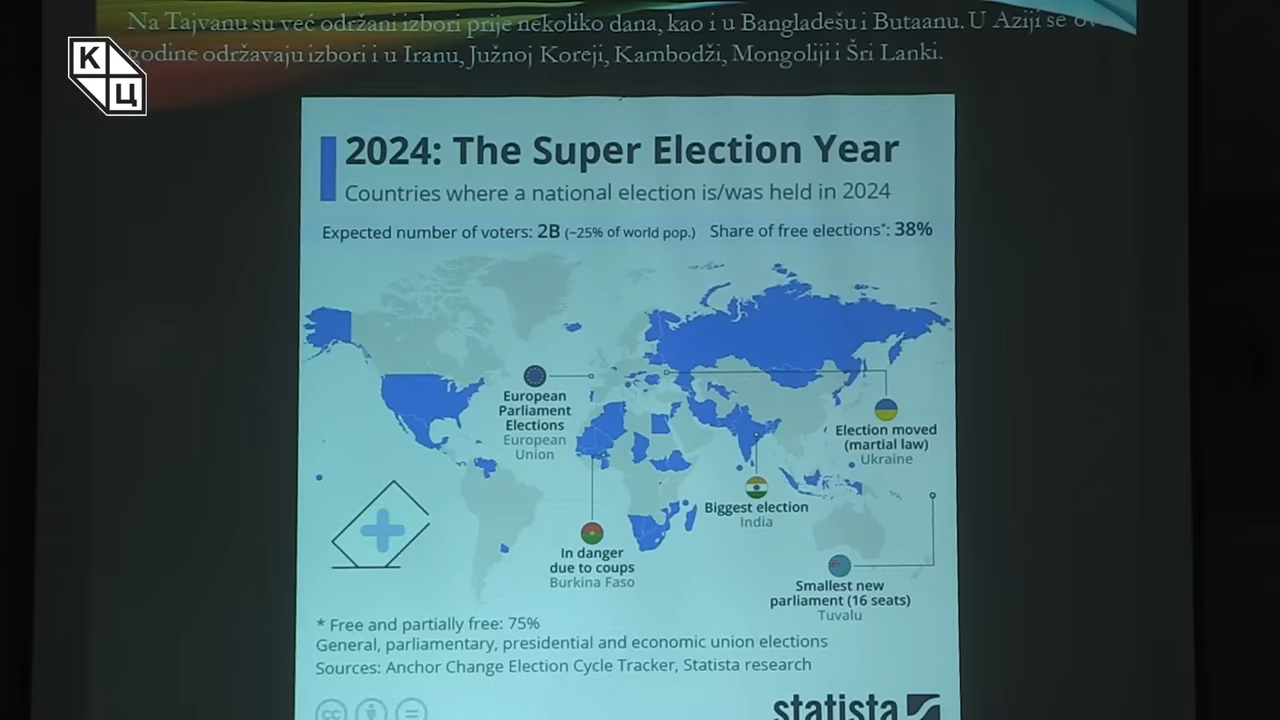 Na Tajvanu su već održani izbori prije nekoliko dana, kao i u Bangladešu i Butaanu. U Aziji se
godine održavaju izbori i u Iranu, Južnoj Koreji, Kambodži, Mongoliji i Šri Lanki.
К
Ц
2024: The Super Election Year
Countries where a national election is/was held in 2024
Expected number of voters: 2B (~25% of world pop.) Share of free elections*: 38%
European
Parliament
Elections
European
Union
Election moved
(martial law)
Ukraine
Biggest election
India
In danger
due to coups
Burkina Faso
Smallest new
parliament (16 seats)
Tuvalu
* Free and partially free: 75%
General, parliamentary, presidential and economic union elections
Sources: Anchor Change Election Cycle Tracker, Statista research
cc
statista